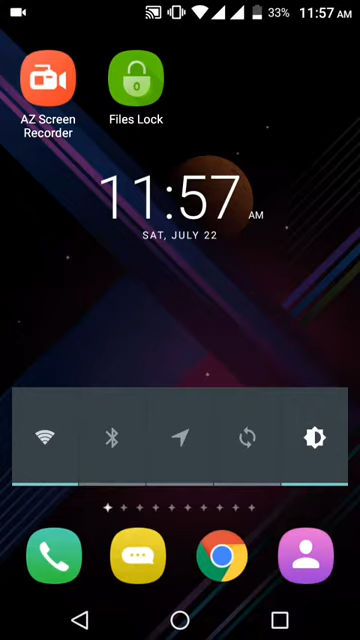 33% 11:57 AM
AZ Screen Recorder
Files Lock
11:57 AM
SAT, JULY 22